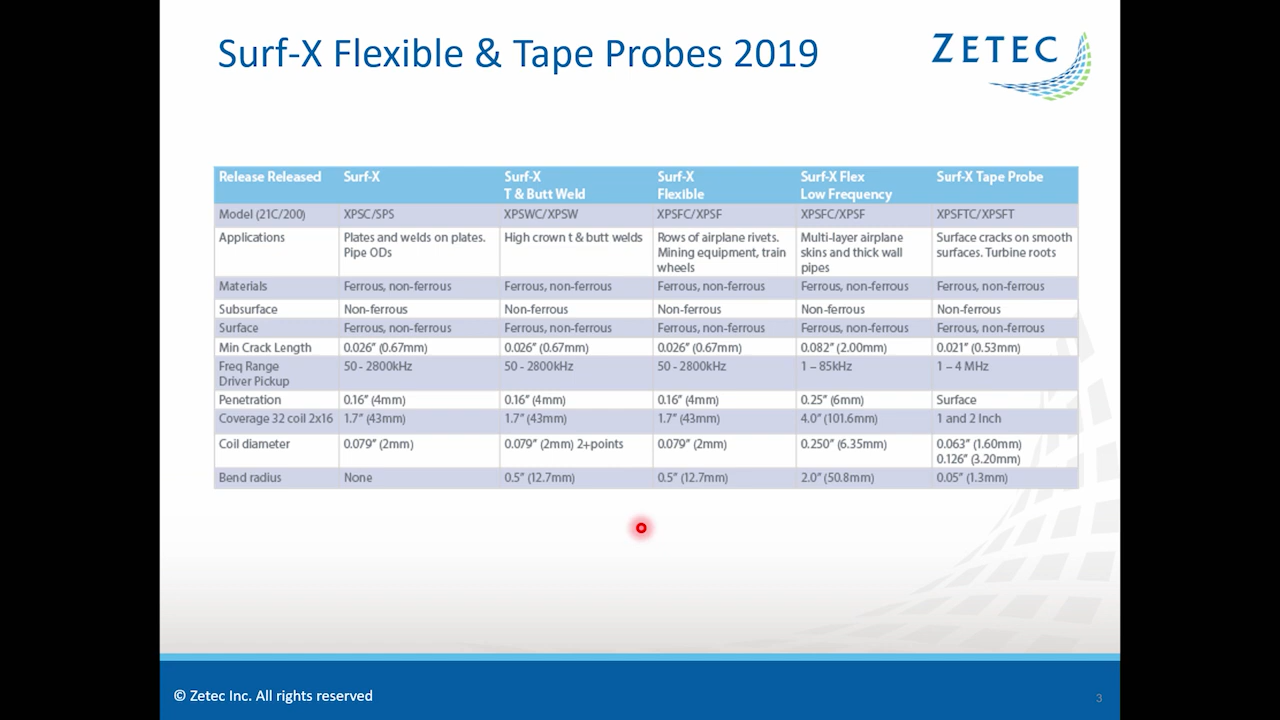 Surf-X Flexible & Tape Probes 2019
ZETEC
Release Released Surf-X Surf-X T & Butt Weld Surf-X Flexible Surf-X Flex Low Frequency Surf-X Tape Probe
Model (21C/200) XPSC/SPS XPSWC/XPSW XPSFC/XPSF XPSFC/XPSF XPSFTC/XPSFT
Applications Plates and welds on plates. Pipe ODs High crown t & butt welds Rows of airplane rivets. Mining equipment, train wheels Multi-layer airplane skins and thick wall pipes Surface cracks on smooth surfaces. Turbine roots
Materials Ferrous, non-ferrous Ferrous, non-ferrous Ferrous, non-ferrous Ferrous, non-ferrous Ferrous, non-ferrous
Subsurface Non-ferrous Non-ferrous Non-ferrous Non-ferrous Non-ferrous
Surface Ferrous, non-ferrous Ferrous, non-ferrous Ferrous, non-ferrous Ferrous, non-ferrous Ferrous, non-ferrous
Min Crack Length 0.026” (0.67mm) 0.026” (0.67mm) 0.026” (0.67mm) 0.082” (2.00mm) 0.021” (0.53mm)
Freq Range Driver Pickup 50 - 2800kHz 50 - 2800kHz 50 - 2800kHz 1 – 85kHz 1 – 4 MHz
Penetration 0.16” (4mm) 0.16” (4mm) 0.16” (4mm) 0.25” (6mm) Surface
Coverage 32 coil 2x16 1.7” (43mm) 1.7” (43mm) 1.7” (43mm) 4.0” (101.6mm) 1 and 2 Inch
Coil diameter 0.079” (2mm) 0.079” (2mm) 2+points 0.079” (2mm) 0.250” (6.35mm) 0.063” (1.60mm) 0.126” (3.20mm)
Bend radius None 0.5” (12.7mm) 0.5” (12.7mm) 2.0” (50.8mm) 0.05” (1.3mm)
© Zetec Inc. All rights reserved
3